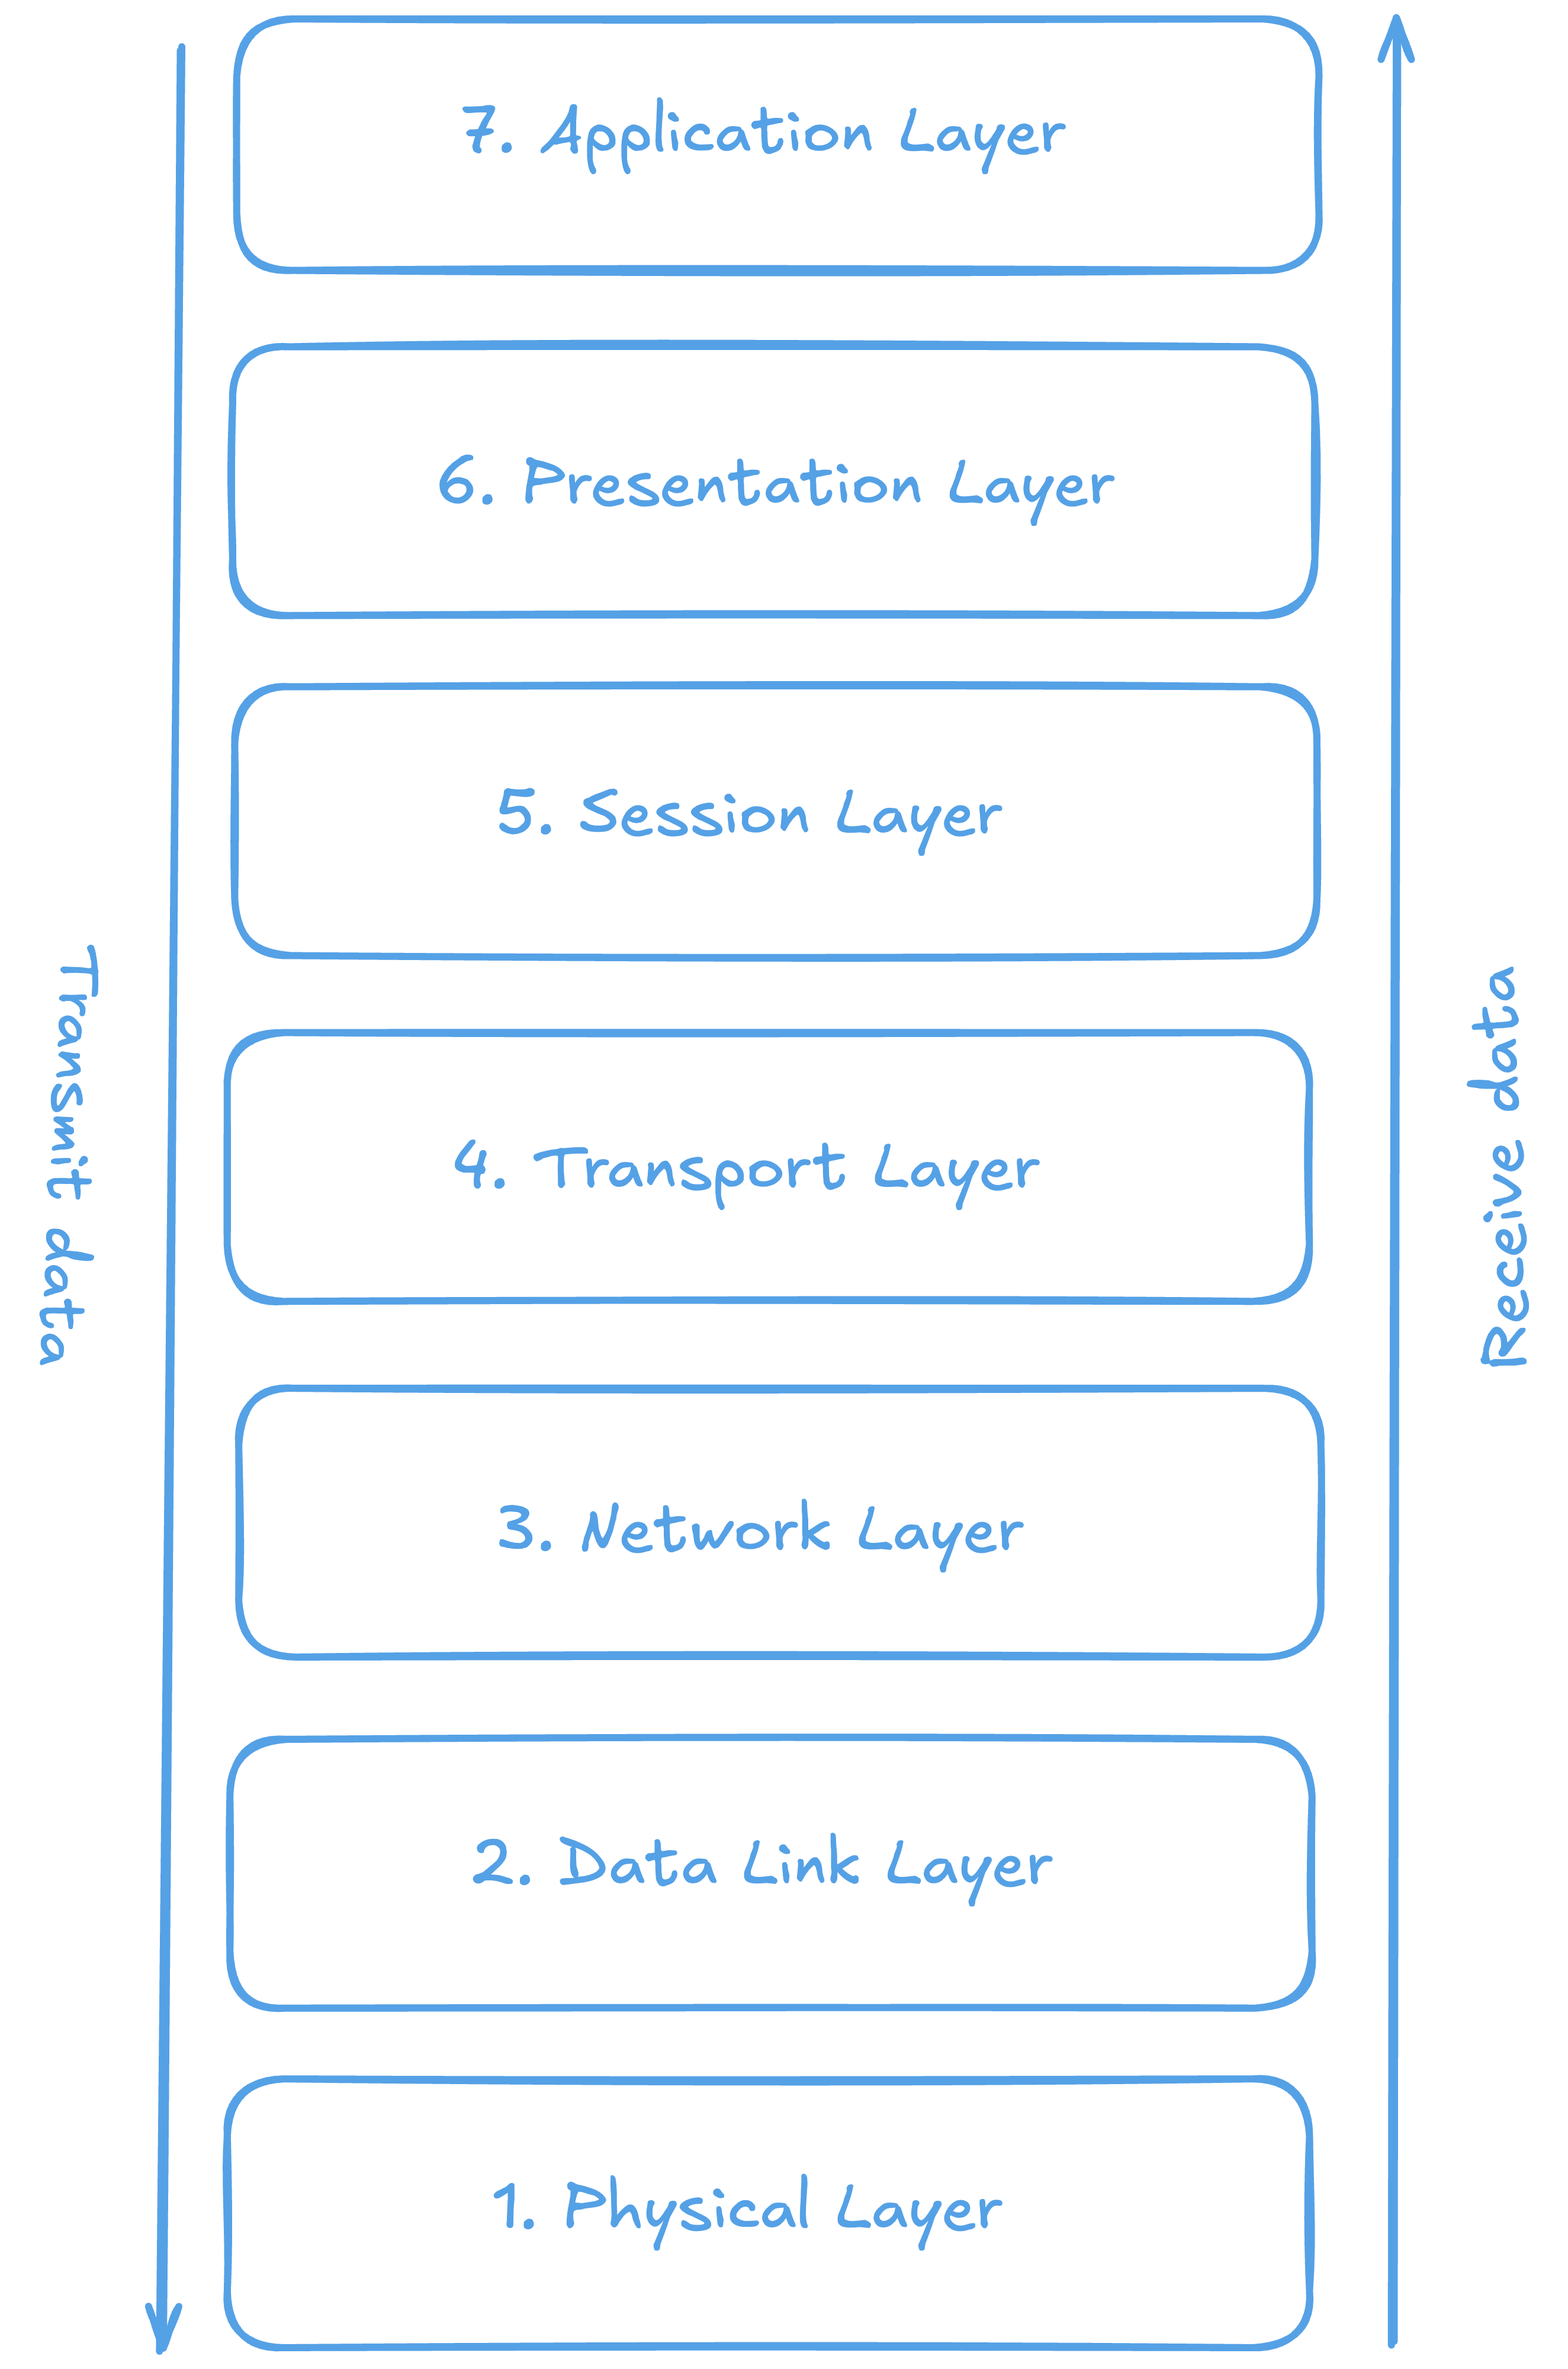 7. Application Layer
6. Presentation Layer
5. Session Layer
Transmit data
Receive data
4. Transport Layer
3. Network Layer
2. Data Link Layer
1. Physical Layer